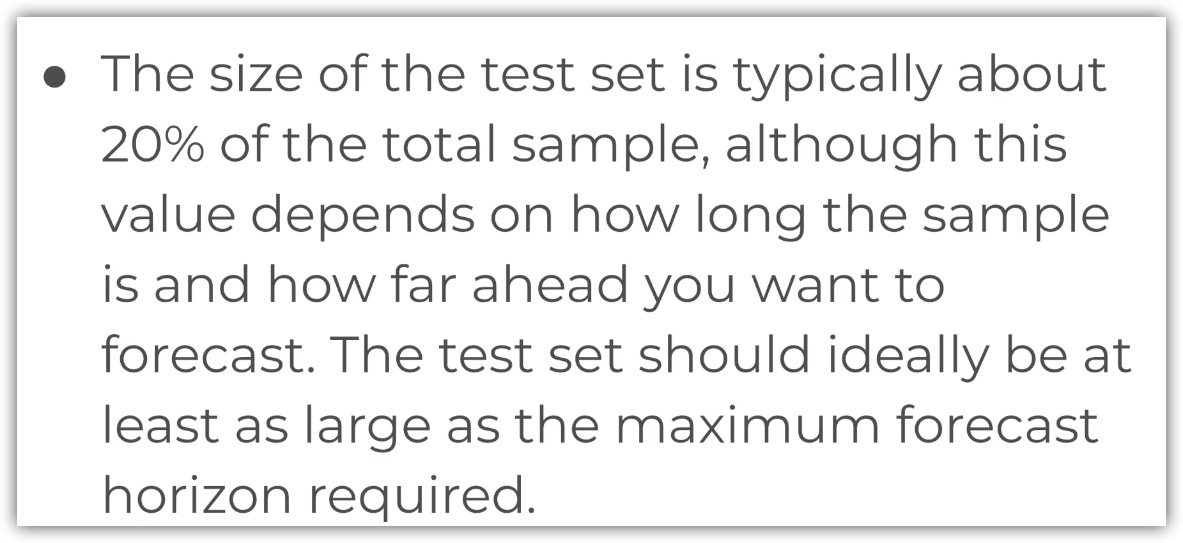 ● The size of the test set is typically about
20% of the total sample, although this
value depends on how long the sample
is and how far ahead you want to
forecast. The test set should ideally be at
least as large as the maximum forecast
horizon required.